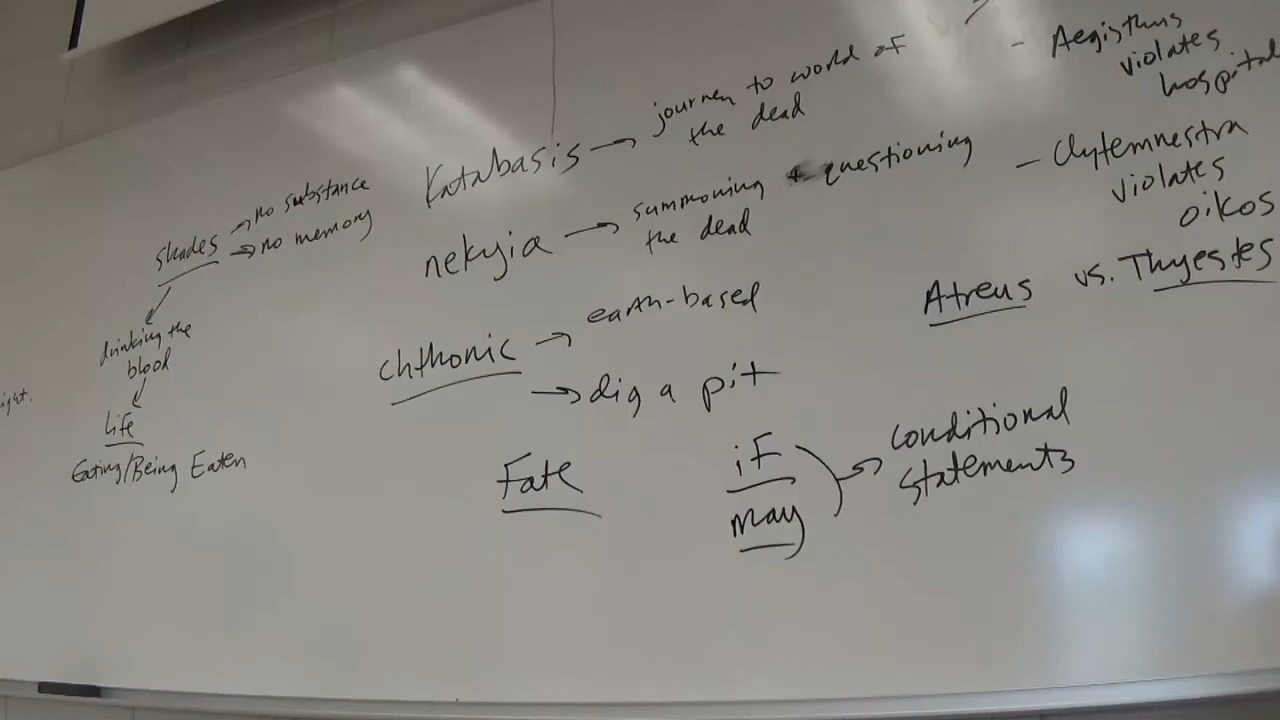 shades → no substance
→ no memory
drinking the
blood
Life
Eating/Being Eaten
ight.
Katabasis → journey to world of
the dead
nekyia → summoning + questioning
the dead
chthonic → earth-based
→ dig a pit
Fate
if
may
conditional
statements
- Aegisthus
violates
hospital
- Clytemnestra
violates
oikos
Atreus vs. Thyestes